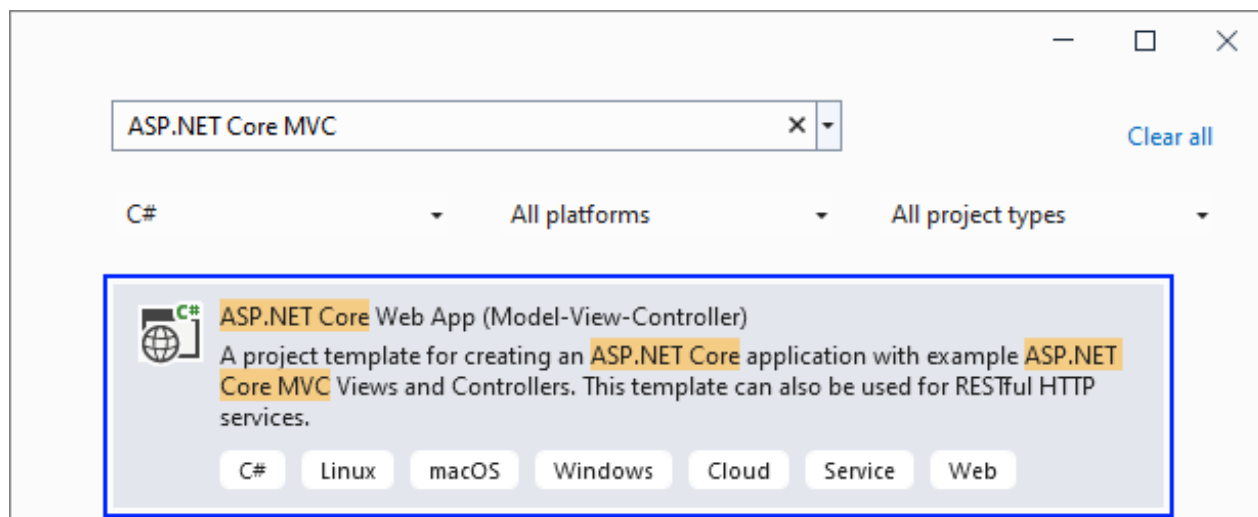 ASP.NET Core MVC
Clear all
C# All platforms All project types
C#
ASP.NET Core Web App (Model-View-Controller)
A project template for creating an ASP.NET Core application with example ASP.NET
Core MVC Views and Controllers. This template can also be used for RESTful HTTP
services.
C# Linux macOS Windows Cloud Service Web